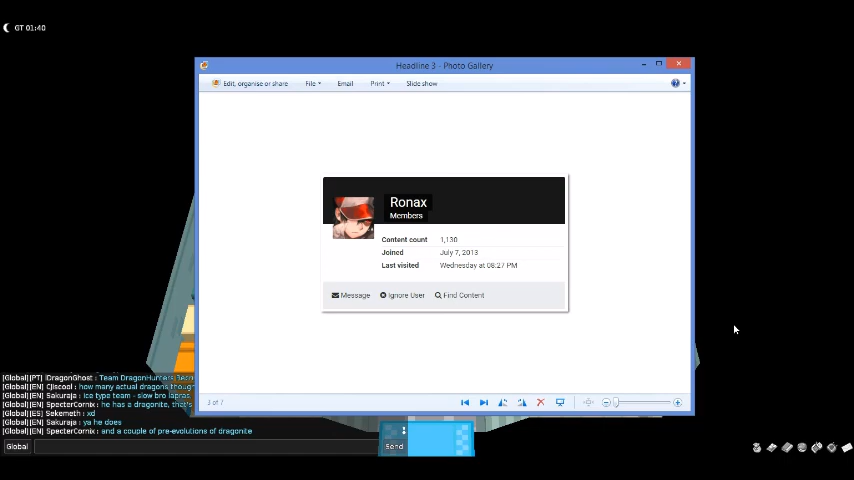 GT 01:40
Headline 3 - Photo Gallery
Edit, organise or share File Email Print Slide show
Ronax
Members
Content count 1,130
Joined July 7, 2013
Last visited Wednesday at 08:27 PM
Message Ignore User Find Content
3 of 7
[Global][PT] IDragonGhost : Team DragonHunters
[Global][EN] CJiscool : how many actual dragons though
[Global][EN] Sakuraja : ice type team - slow bro lapras
[Global][EN] SpecterCornix : he has a dragonite, that's
[Global][ES] Sekemeth : xd
[Global][EN] Sakuraja : ya he does
[Global][EN] SpecterCornix : and a couple of pre-evolutions of dragonite
Global Send